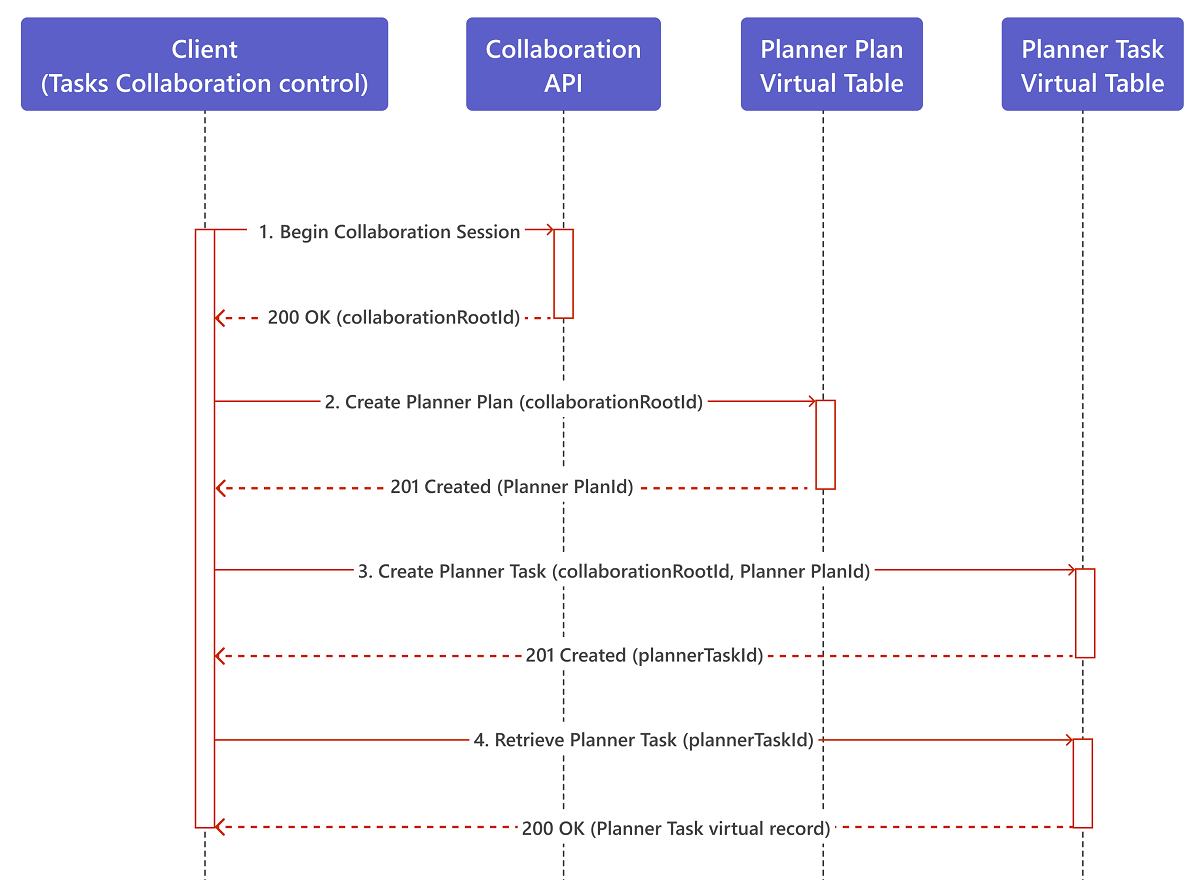 Client
(Tasks Collaboration control)
Collaboration
API
Planner Plan
Virtual Table
Planner Task
Virtual Table
1. Begin Collaboration Session
200 OK (collaborationRootId)
2. Create Planner Plan (collaborationRootId)
201 Created (Planner PlanId)
3. Create Planner Task (collaborationRootId, Planner PlanId)
201 Created (plannerTaskId)
4. Retrieve Planner Task (plannerTaskId)
200 OK (Planner Task virtual record)